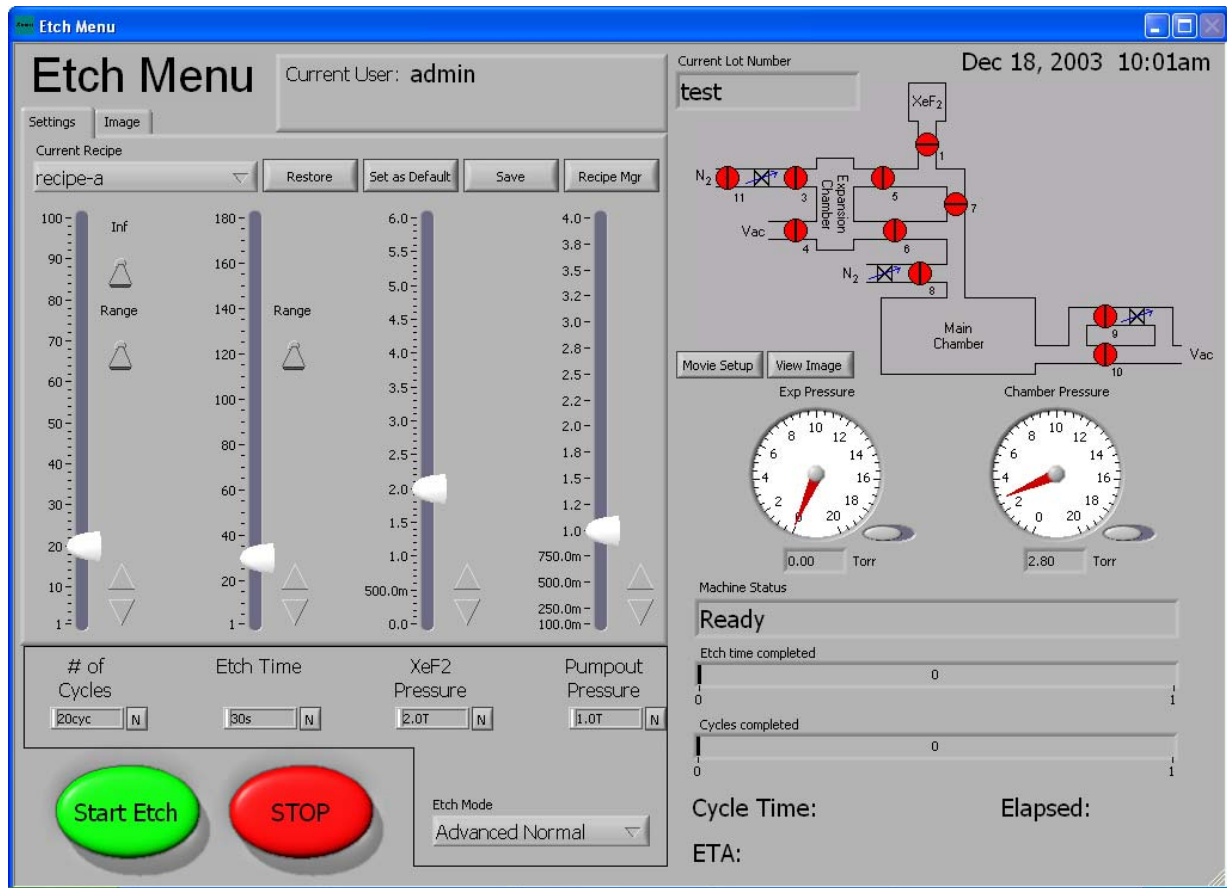 Etch Menu
Etch Menu
Current User: admin
Settings
Image
Current Recipe
recipe-a
Restore
Set as Default
Save
Recipe Mgr
100
90
80
70
60
50
40
30
20
10
1
Inf
Range
180
160
140
120
100
80
60
40
20
1
Range
6.0
5.5
5.0
4.5
4.0
3.5
3.0
2.5
2.0
1.5
1.0
500.0m
0.0
4.0
3.8
3.5
3.2
3.0
2.8
2.5
2.2
2.0
1.8
1.5
1.2
1.0
750.0m
500.0m
250.0m
100.0m
# of
Cycles
20cyc N
Etch Time
30s N
XeF2
Pressure
2.0T N
Pumpout
Pressure
1.0T N
Start Etch
STOP
Etch Mode
Advanced Normal
Current Lot Number
test
Dec 18, 2003 10:01am
XeF2
1
N2
11
3
Expansion
Chamber
5
7
Vac
4
6
N2
8
Main
Chamber
9
10
Vac
Movie Setup
View Image
Exp Pressure
0 2 4 6 8 10 12 14 16 18 20
0.00 Torr
Chamber Pressure
0 2 4 6 8 10 12 14 16 18 20
2.80 Torr
Machine Status
Ready
Etch time completed
0
0 1
Cycles completed
0
0 1
Cycle Time:
Elapsed:
ETA: